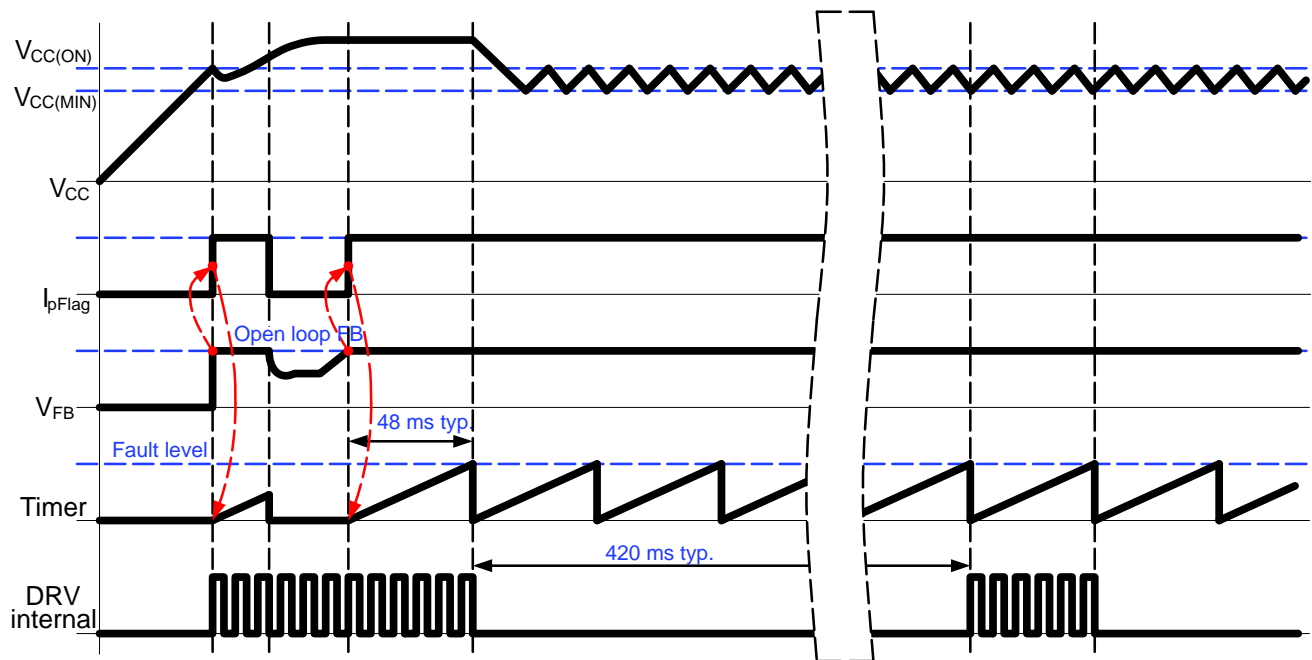 VCC(ON)
VCC(MIN)
VCC
IpFlag
Open loop FB
VFB
48 ms typ.
Fault level
Timer
420 ms typ.
DRV
internal